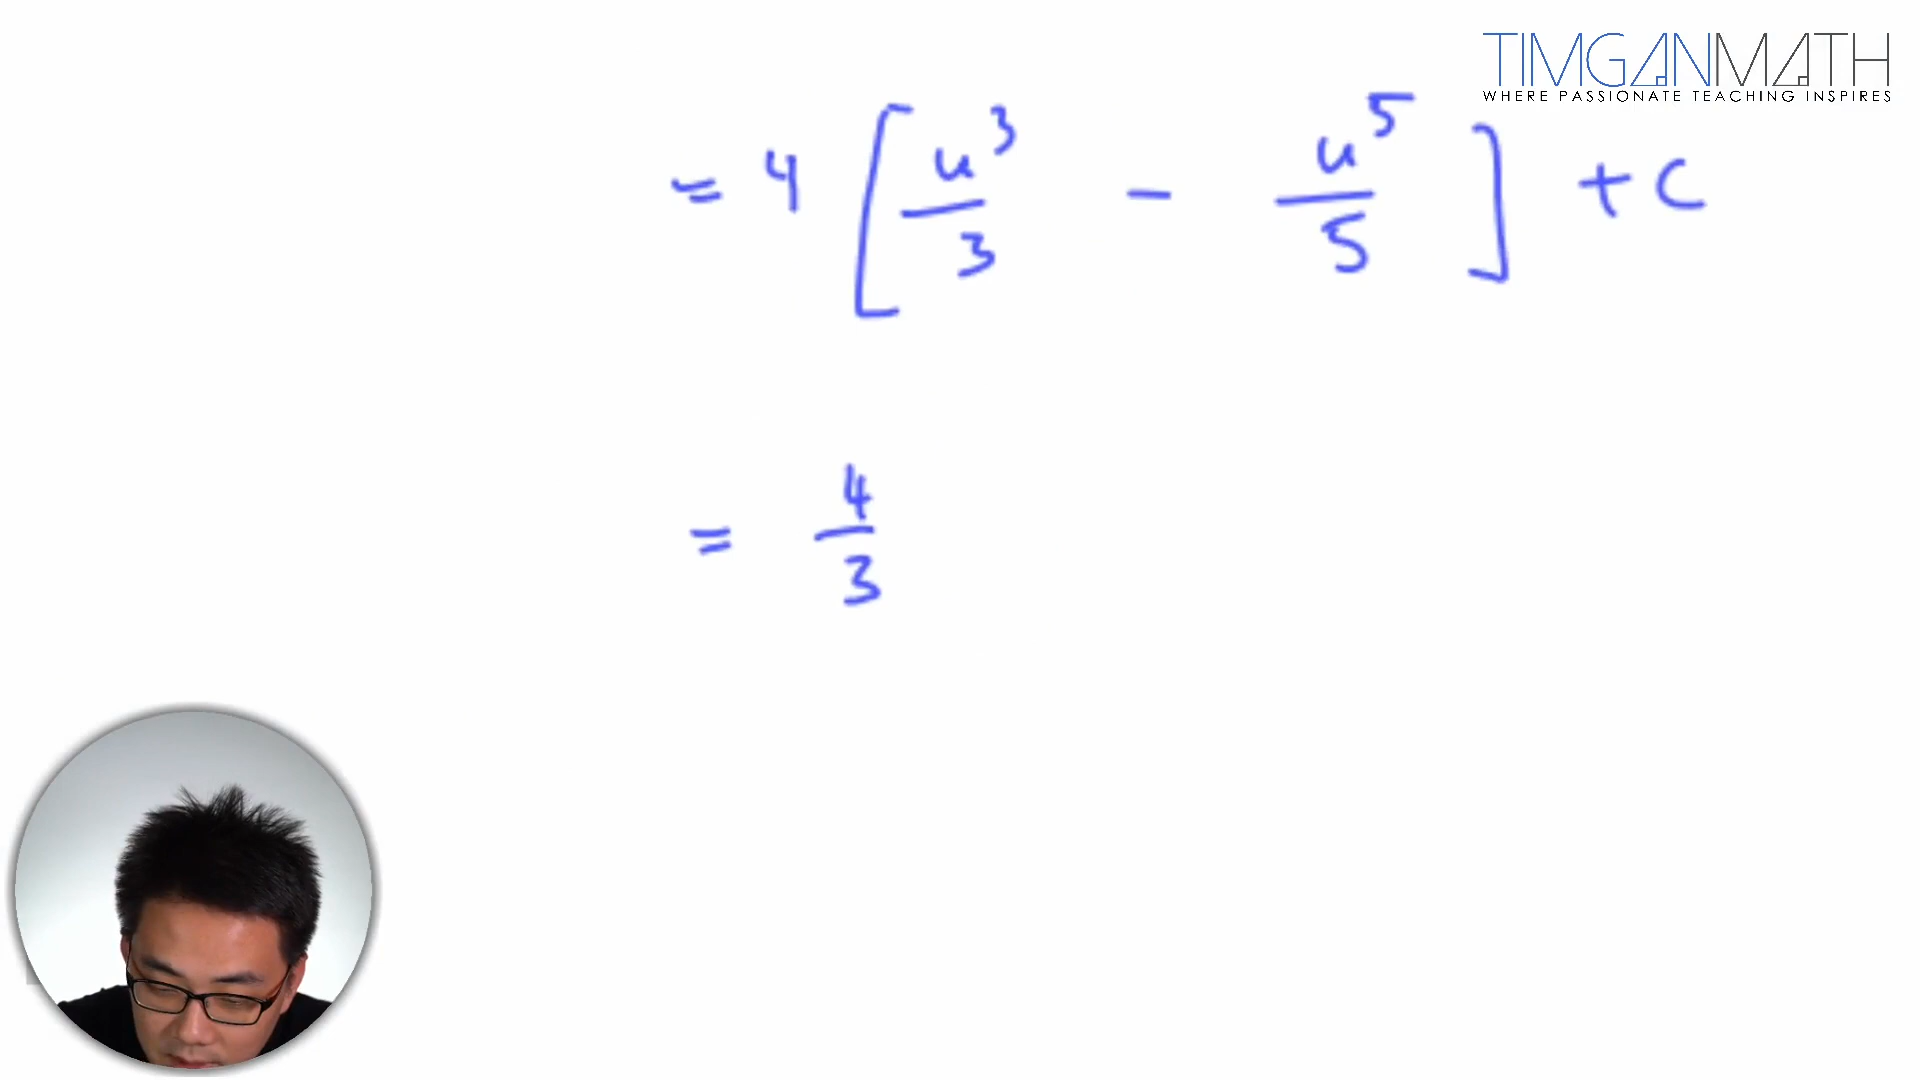 TIMGANMATH
WHERE PASSIONATE TEACHING INSPIRES
= 4 [ u^3/3 - u^5/5 ] + C
= 4/3